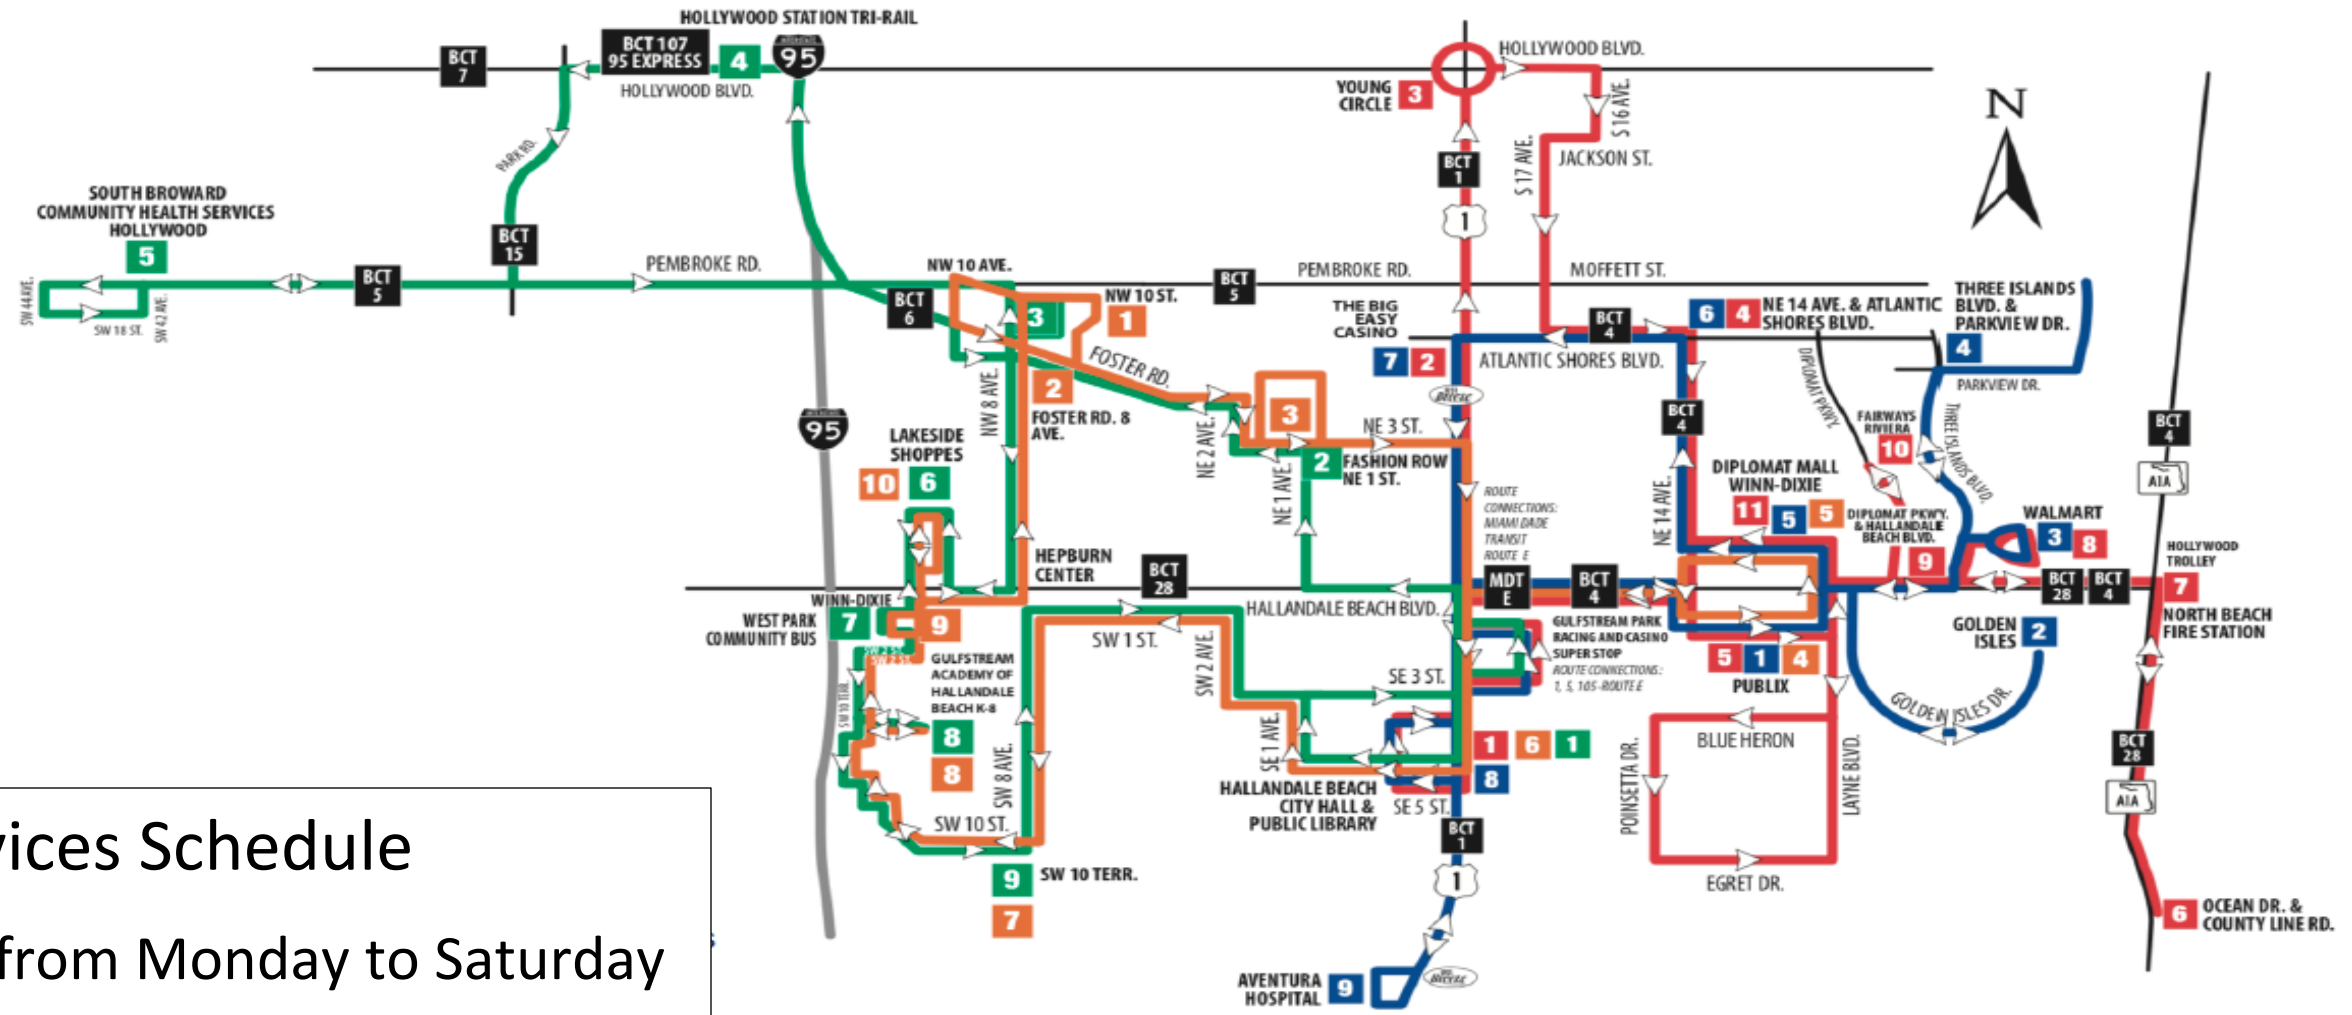 HOLLYWOOD STATION TRI-RAIL
BCT
7
BCT 107
95 EXPRESS
4
95
HOLLYWOOD BLVD.
HOLLYWOOD BLVD.
YOUNG
CIRCLE
3
S 16 AVE.
S 17 AVE.
JACKSON ST.
N
PARK RD.
BCT
1
1
SOUTH BROWARD
COMMUNITY HEALTH SERVICES
HOLLYWOOD
5
BCT
15
PEMBROKE RD.
NW 10 AVE.
PEMBROKE RD.
MOFFETT ST.
SW 44 AVE.
SW 18 ST.
SW 42 AVE.
BCT
5
BCT
6
3
NW 10 ST.
1
BCT
5
THE BIG
EASY
CASINO
7
2
BCT
4
ATLANTIC SHORES BLVD.
6
4
NE 14 AVE. & ATLANTIC
SHORES BLVD.
THREE ISLANDS
BLVD. &
PARKVIEW DR.
4
PARKVIEW DR.
DIPLOMAT PKWY.
THREE ISLANDS BLVD.
FOSTER RD.
2
FOSTER RD. 8
AVE.
NW 8 AVE.
3
NE 3 ST.
NE 2 AVE.
2
FASHION ROW
NE 1 ST.
NE 1 AVE.
95
LAKESIDE
SHOPPES
10
6
BCT
4
FAIRWAYS
RIVIERA
10
BCT
4
A1A
DIPLOMAT MALL
WINN-DIXIE
11
5
5
NE 14 AVE.
DIPLOMAT PKWY.
& HALLANDALE
BEACH BLVD.
9
WALMART
3
8
ROUTE
CONNECTIONS:
MIAMI DADE
TRANSIT
ROUTE E
HEPBURN
CENTER
BCT
28
MDT
E
BCT
4
BCT
28
BCT
4
HOLLYWOOD
TROLLEY
7
NORTH BEACH
FIRE STATION
WINN-DIXIE
WEST PARK
COMMUNITY BUS
7
9
HALLANDALE BEACH BLVD.
SW 1 ST.
SW 2 AVE.
SW 2 ST.
SW 2 ST.
SW 10 TERR.
GULFSTREAM
ACADEMY OF
HALLANDALE
BEACH K-8
8
8
SW 8 AVE.
SE 3 ST.
SE 1 AVE.
GULFSTREAM PARK
RACING AND CASINO
SUPER STOP
ROUTE CONNECTIONS:
1, 5, 105-ROUTE E
5
1
4
PUBLIX
GOLDEN
ISLES
2
GOLDEN ISLES DR.
1
6
1
8
HALLANDALE BEACH
CITY HALL &
PUBLIC LIBRARY
SE 5 ST.
BLUE HERON
POINSETTA DR.
LAYNE BLVD.
EGRET DR.
BCT
28
A1A
SW 10 ST.
9
7
SW 10 TERR.
BCT
1
1
6
OCEAN DR. &
COUNTY LINE RD.
AVENTURA
HOSPITAL
9
vices Schedule
from Monday to Saturday